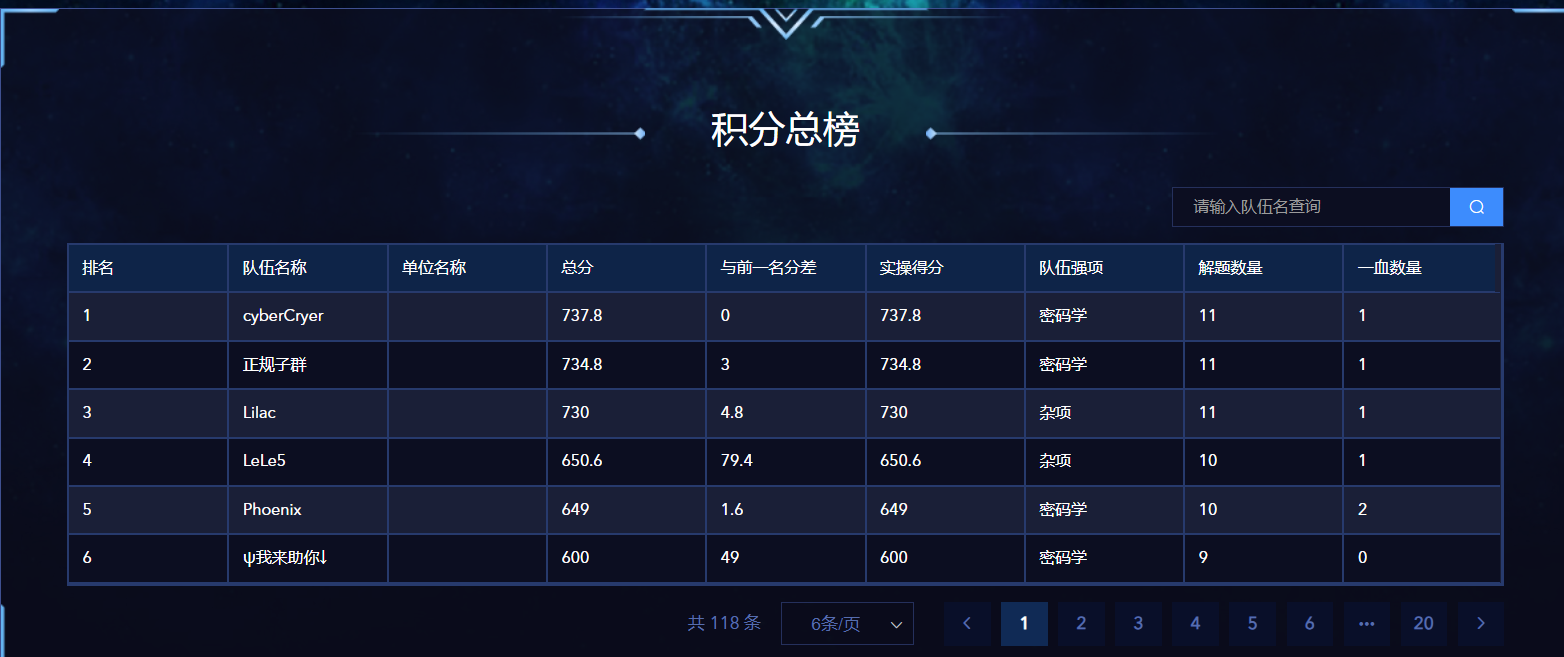 积分总榜
请输入队伍名查询
排名 队伍名称 单位名称 总分 与前一名分差 实操得分 队伍强项 解题数量 一血数量
1 cyberCryer 737.8 0 737.8 密码学 11 1
2 正规子群 734.8 3 734.8 密码学 11 1
3 Lilac 730 4.8 730 杂项 11 1
4 LeLe5 650.6 79.4 650.6 杂项 10 1
5 Phoenix 649 1.6 649 密码学 10 2
6 ψ我来助你⇂ 600 49 600 密码学 9 0
共 118 条 6条/页 1 2 3 4 5 6 ••• 20